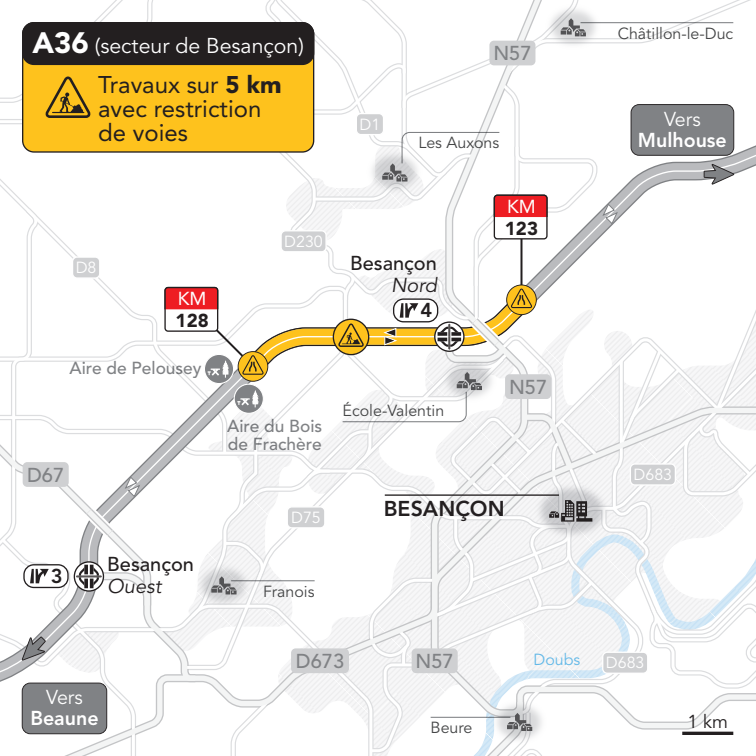 A36 (secteur de Besançon)
Travaux sur 5 km
avec restriction
de voies
Châtillon-le-Duc
N57
D1
Les Auxons
Vers
Mulhouse
KM
123
D230
Besançon
Nord
4
D8
KM
128
Aire de Pelousey
Aire du Bois
de Frachère
École-Valentin
N57
D67
D683
BESANÇON
D75
3
Besançon
Ouest
Franois
D673
N57
Doubs
D683
Vers
Beaune
Beure
1 km